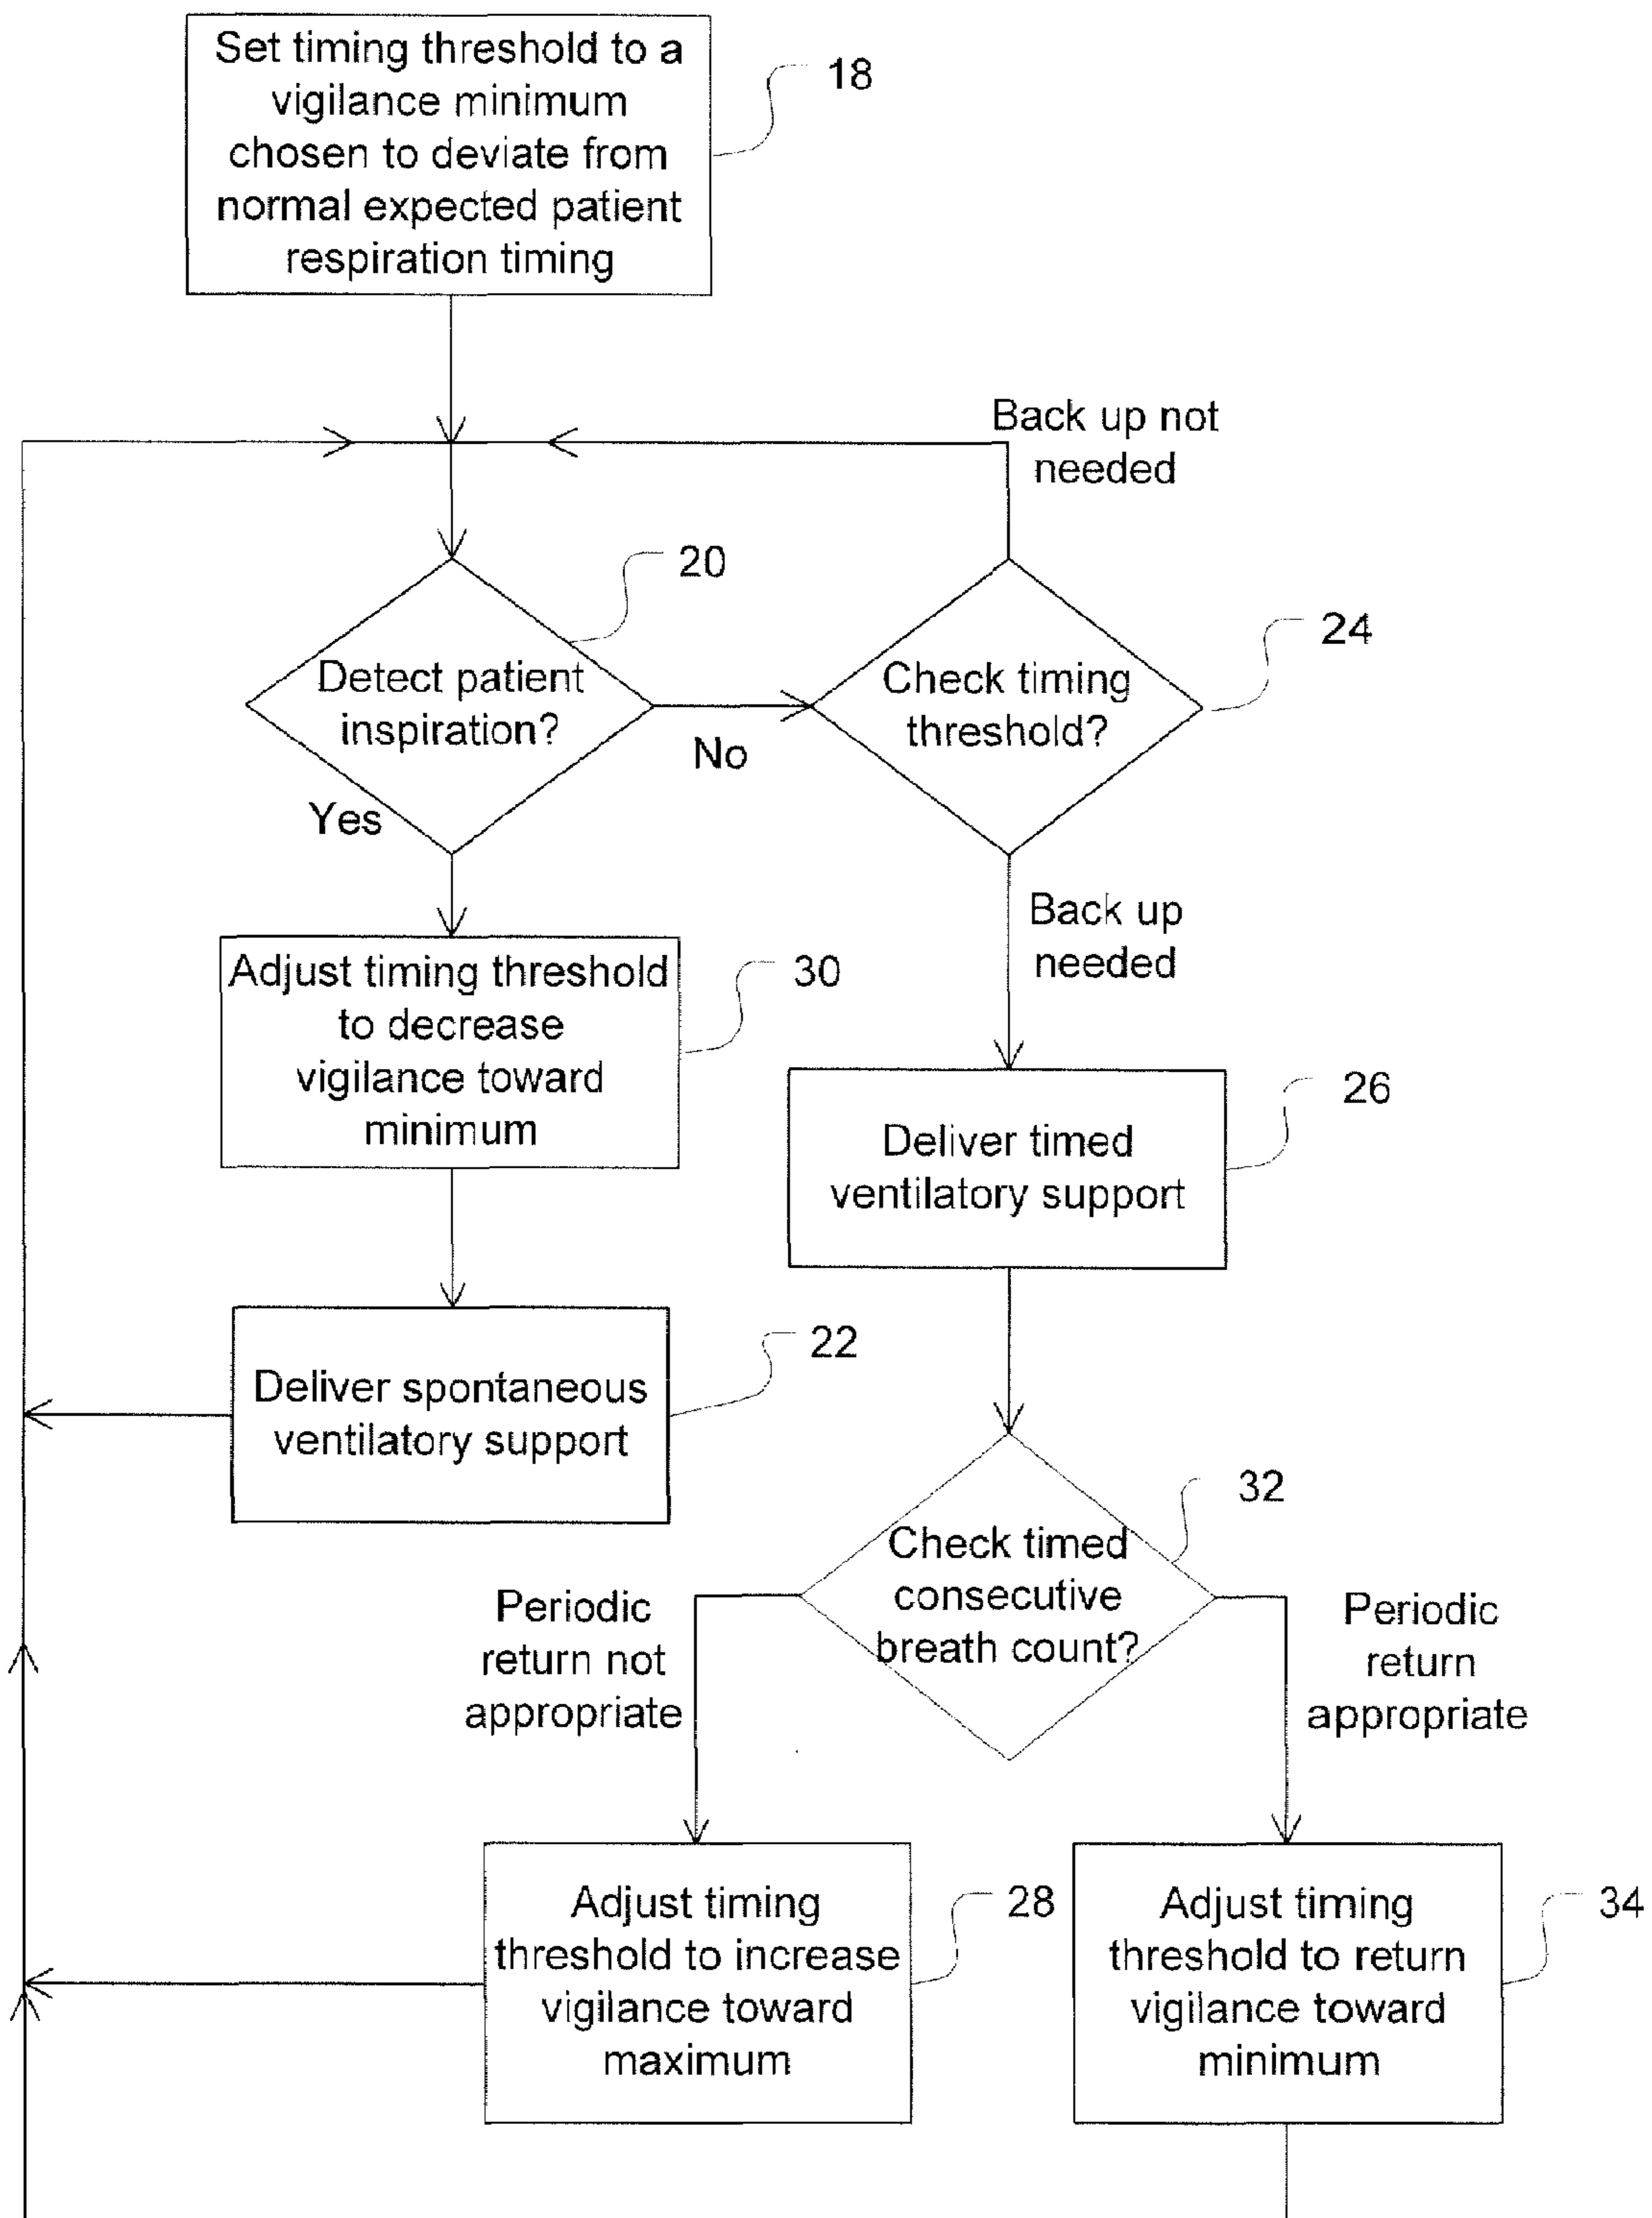 Set timing threshold to a
vigilance minimum
chosen to deviate from
normal expected patient
respiration timing
18
Back up not
needed
20
Detect patient
inspiration?
No
Yes
24
Check timing
threshold?
Back up
needed
Adjust timing threshold
to decrease
vigilance toward
minimum
30
26
Deliver timed
ventilatory support
22
Deliver spontaneous
ventilatory support
32
Check timed
consecutive
breath count?
Periodic
return not
appropriate
Periodic
return
appropriate
Adjust timing
threshold to increase
vigilance toward
maximum
28
Adjust timing
threshold to return
vigilance toward
minimum
34